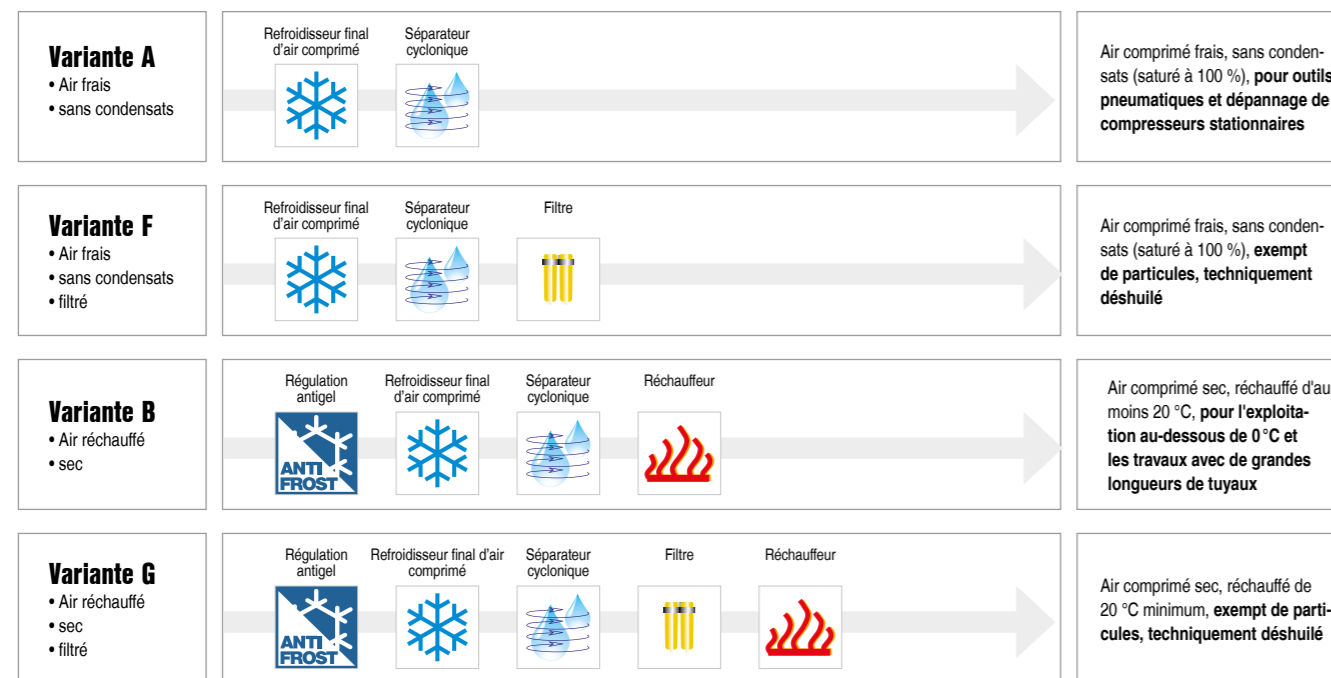 Variante A
• Air frais
• sans condensats
Refroidisseur final
d'air comprimé
Séparateur
cyclonique
Air comprimé frais, sans conden-
sats (saturé à 100 %), pour outils
pneumatiques et dépannage de
compresseurs stationnaires
Variante F
• Air frais
• sans condensats
• filtré
Refroidisseur final
d'air comprimé
Séparateur
cyclonique
Filtre
Air comprimé frais, sans conden-
sats (saturé à 100 %), exempt
de particules, techniquement
déshuilé
Variante B
• Air réchauffé
• sec
Régulation
antigel
ANTI
FROST
Refroidisseur final
d'air comprimé
Séparateur
cyclonique
Réchauffeur
Air comprimé sec, réchauffé d'au
moins 20 °C, pour l'exploita-
tion au-dessous de 0 °C et
les travaux avec de grandes
longueurs de tuyaux
Variante G
• Air réchauffé
• sec
• filtré
Régulation
antigel
ANTI
FROST
Refroidisseur final d'air
comprimé
Séparateur
cyclonique
Filtre
Réchauffeur
Air comprimé sec, réchauffé de
20 °C minimum, exempt de parti-
cules, techniquement déshuilé